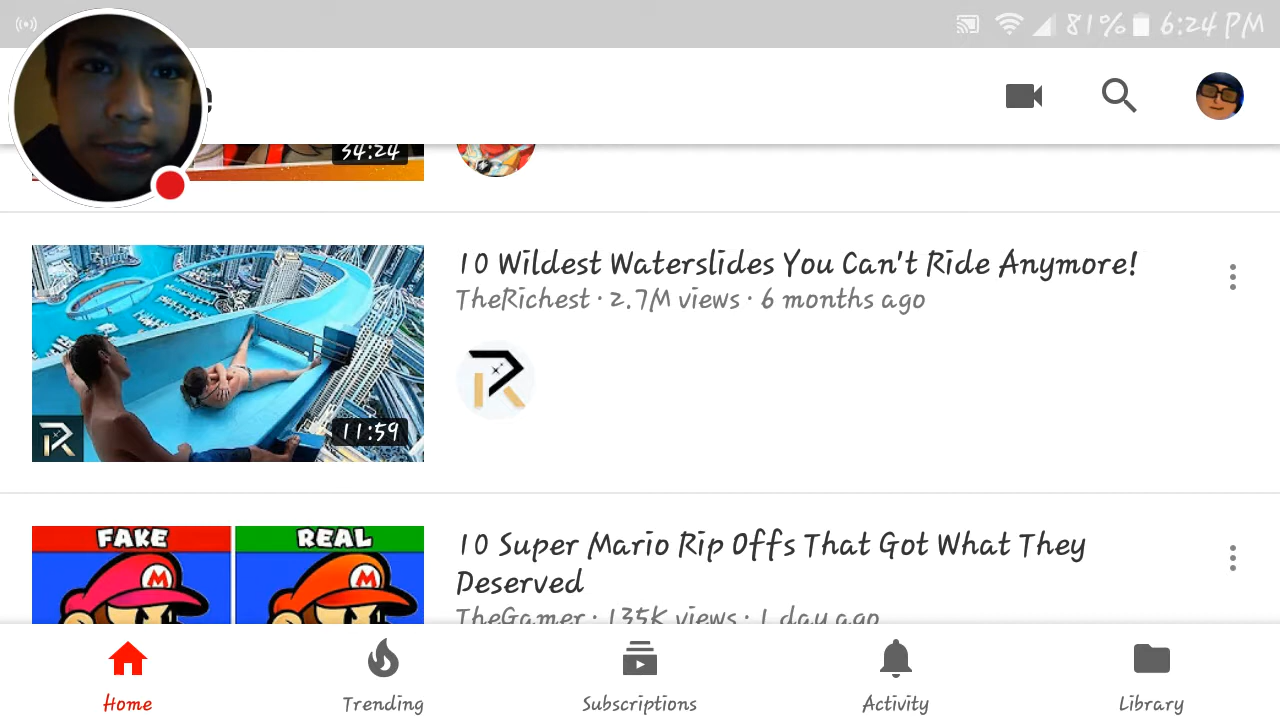 81% 6:24 PM
e
34:24
10 Wildest Waterslides You Can't Ride Anymore!
TheRichest · 2.7M views · 6 months ago
R
11:59
FAKE REAL
M M
10 Super Mario Rip Offs That Got What They
Deserved
TheGamer · 135K views · 1 day ago
Home Trending Subscriptions Activity Library